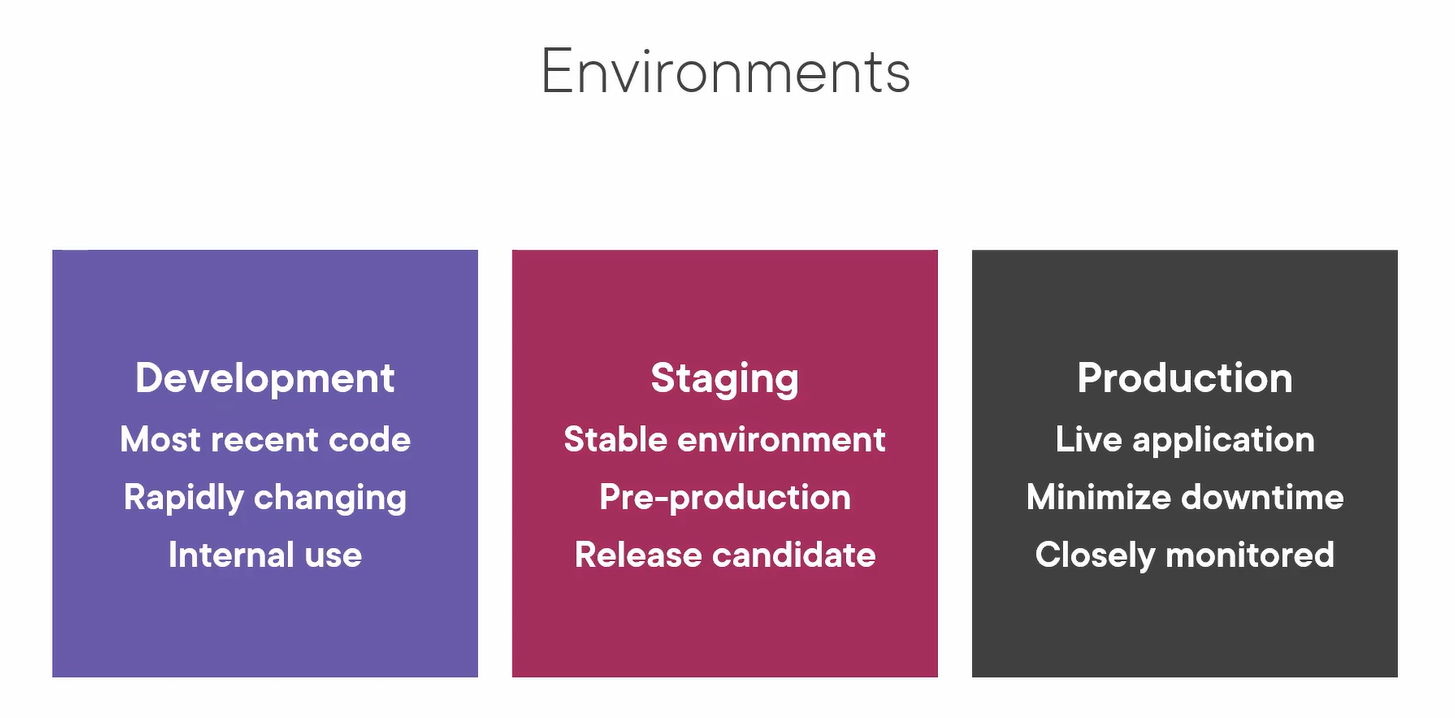 Environments
Development
Most recent code
Rapidly changing
Internal use
Staging
Stable environment
Pre-production
Release candidate
Production
Live application
Minimize downtime
Closely monitored